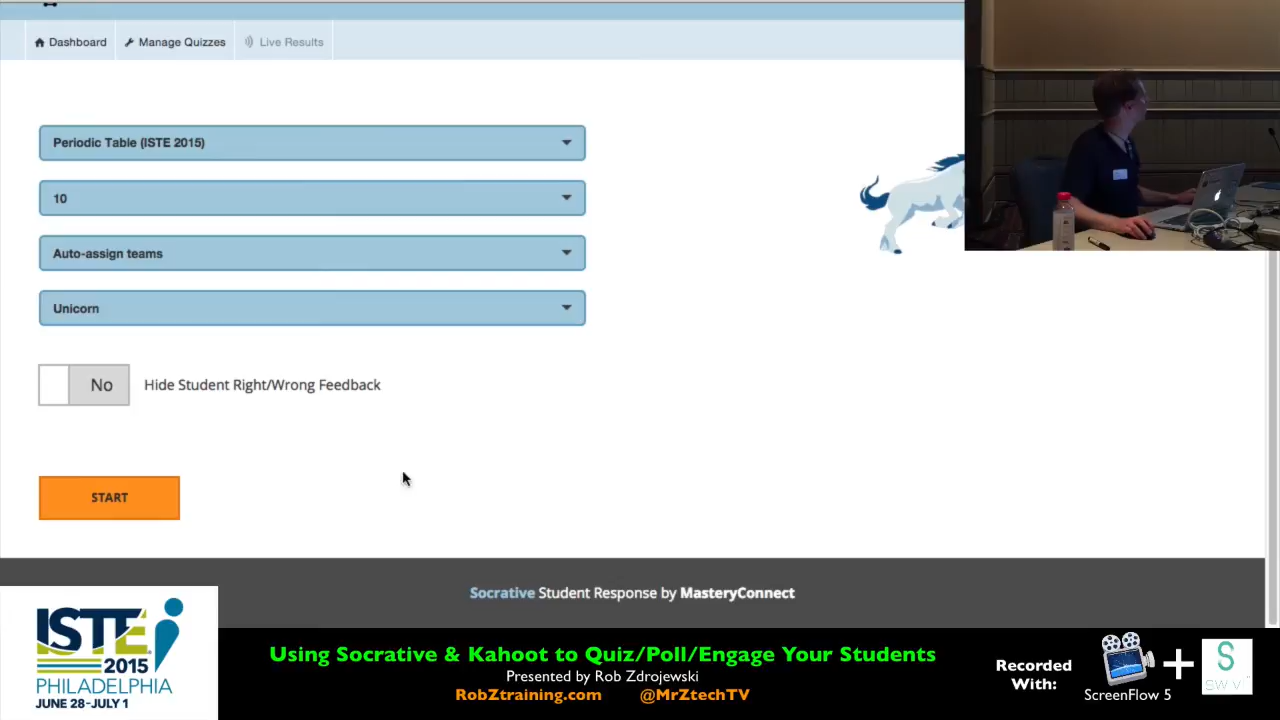 Dashboard
Manage Quizzes
Live Results
Periodic Table (ISTE 2015)
10
Auto-assign teams
Unicorn
No
Hide Student Right/Wrong Feedback
START
Socrative Student Response by MasteryConnect
ISTE
2015
PHILADELPHIA
JUNE 28-JULY 1
Using Socrative & Kahoot to Quiz/Poll/Engage Your Students
Presented by Rob Zdrojewski
RobZtraining.com @MrZtechTV
Recorded
With:
ScreenFlow 5
S
SWIVL